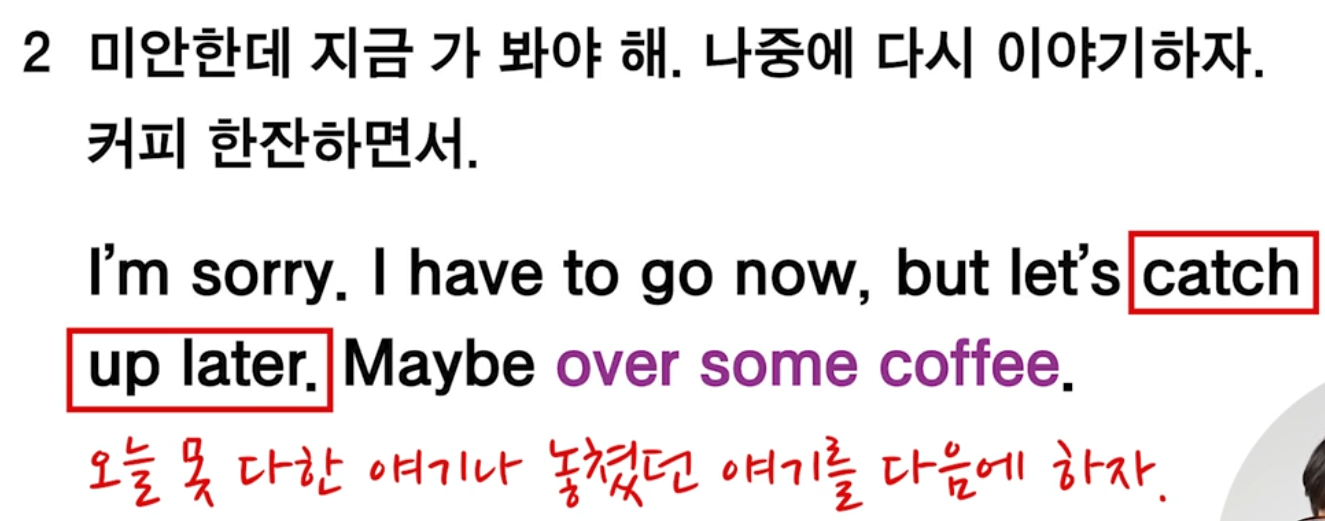 2 미안한데 지금 가 봐야 해. 나중에 다시 이야기하자.
커피 한잔하면서.
I’m sorry. I have to go now, but let’s catch
up later. Maybe over some coffee.
오늘 못 다한 얘기나 놓쳤던 얘기를 다음에 하자.